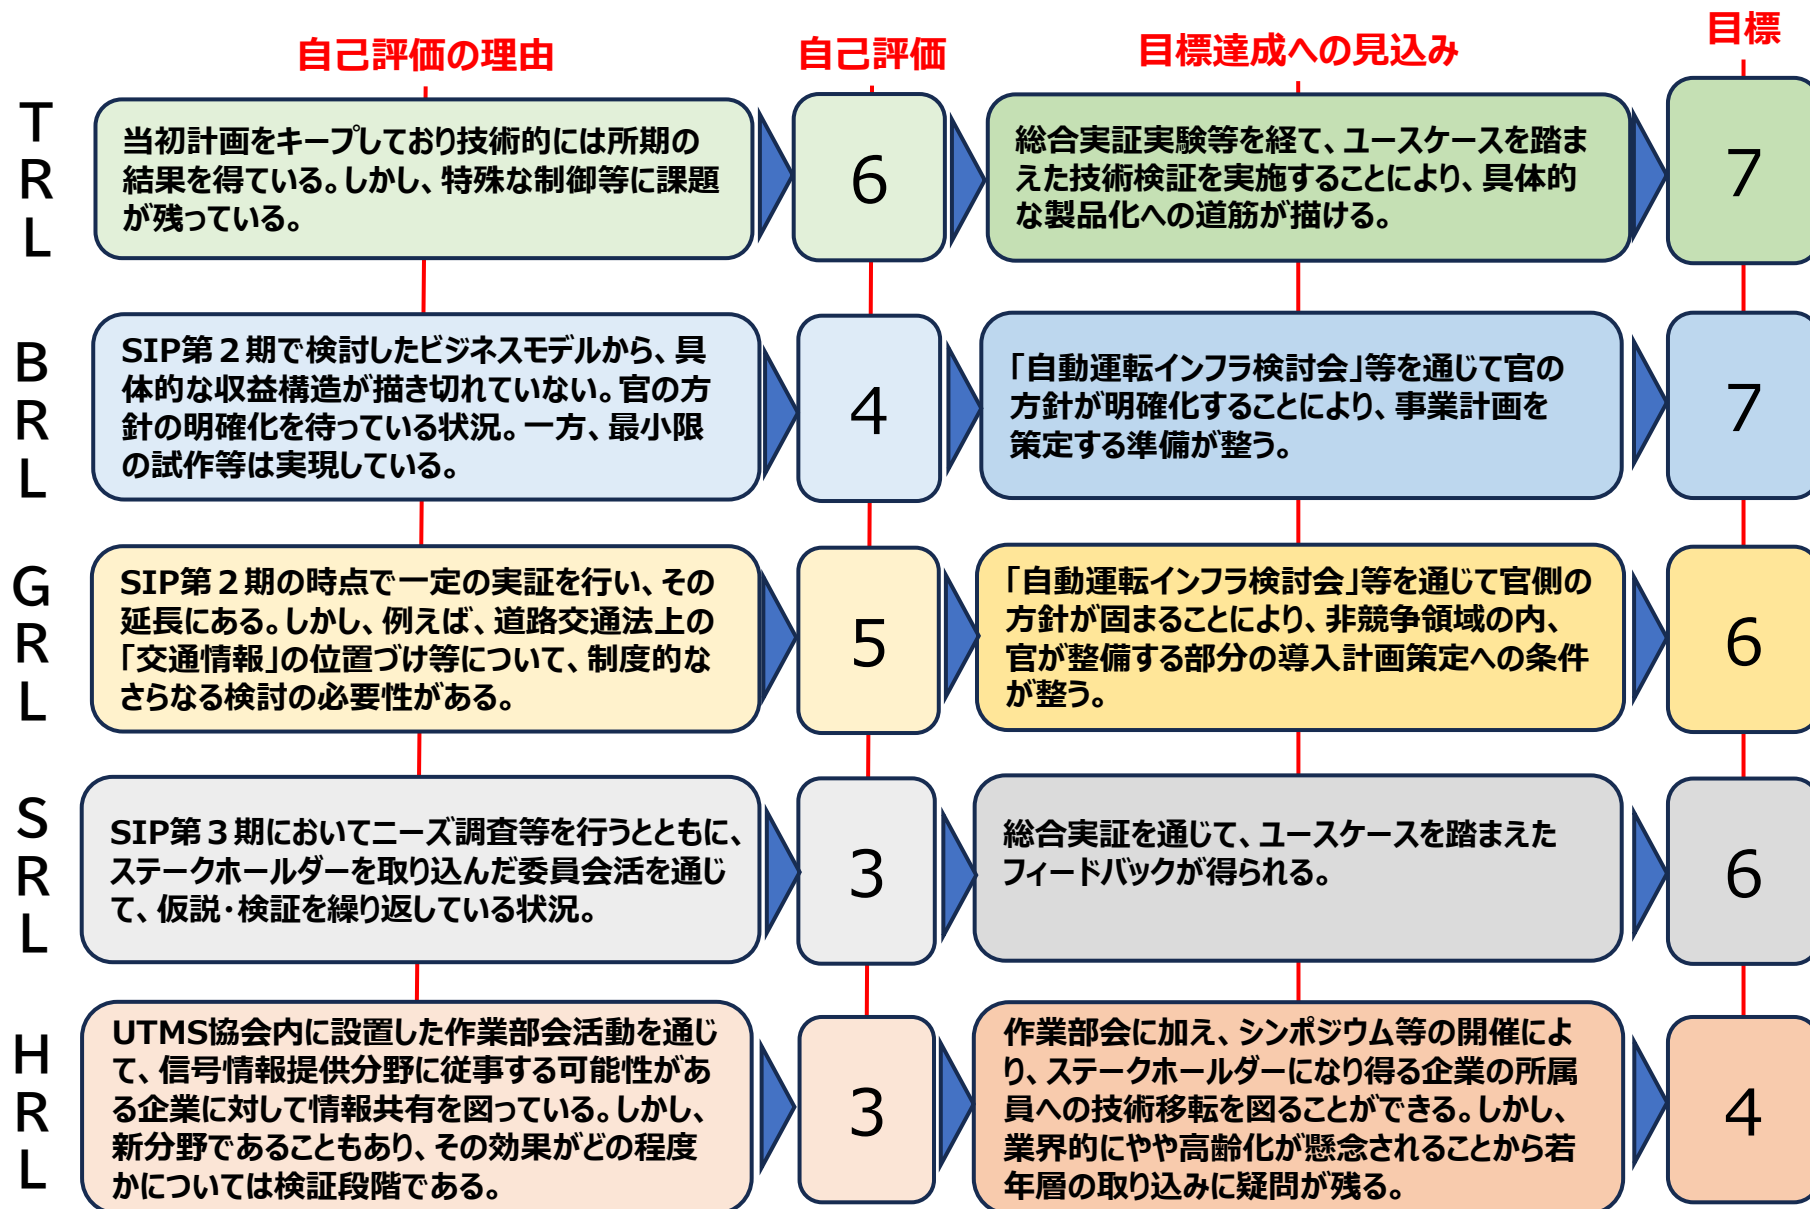 自己評価の理由
自己評価
目標達成への見込み
目標
TRL
当初計画をキープしており技術的には所期の
結果を得ている。しかし、特殊な制御等に課題
が残っている。
6
総合実証実験等を経て、ユースケースを踏ま
えた技術検証を実施することにより、具体的
な製品化への道筋が描ける。
7
BRL
SIP第２期で検討したビジネスモデルから、具
体的な収益構造が描き切れていない。官の方
針の明確化を待っている状況。一方、最小限
の試作等は実現している。
4
「自動運転インフラ検討会」等を通じて官の
方針が明確化することにより、事業計画を
策定する準備が整う。
7
GRL
SIP第２期の時点で一定の実証を行い、その
延長にある。しかし、例えば、道路交通法上の
「交通情報」の位置づけ等について、制度的な
さらなる検討の必要性がある。
5
「自動運転インフラ検討会」等を通じて官側の
方針が固まることにより、非競争領域の内、
官が整備する部分の導入計画策定への条件
が整う。
6
SRL
SIP第３期においてニーズ調査等を行うとともに、
ステークホールダーを取り込んだ委員会活を通じ
て、仮説・検証を繰り返している状況。
3
総合実証を通じて、ユースケースを踏まえた
フィードバックが得られる。
6
HRL
UTMS協会内に設置した作業部会活動を通じ
て、信号情報提供分野に従事する可能性があ
る企業に対して情報共有を図っている。しかし、
新分野であることもあり、その効果がどの程度
かについては検証段階である。
3
作業部会に加え、シンポジウム等の開催によ
り、ステークホールダーになり得る企業の所属
員への技術移転を図ることができる。しかし、
業界的にやや高齢化が懸念されることから若
年層の取り込みに疑問が残る。
4